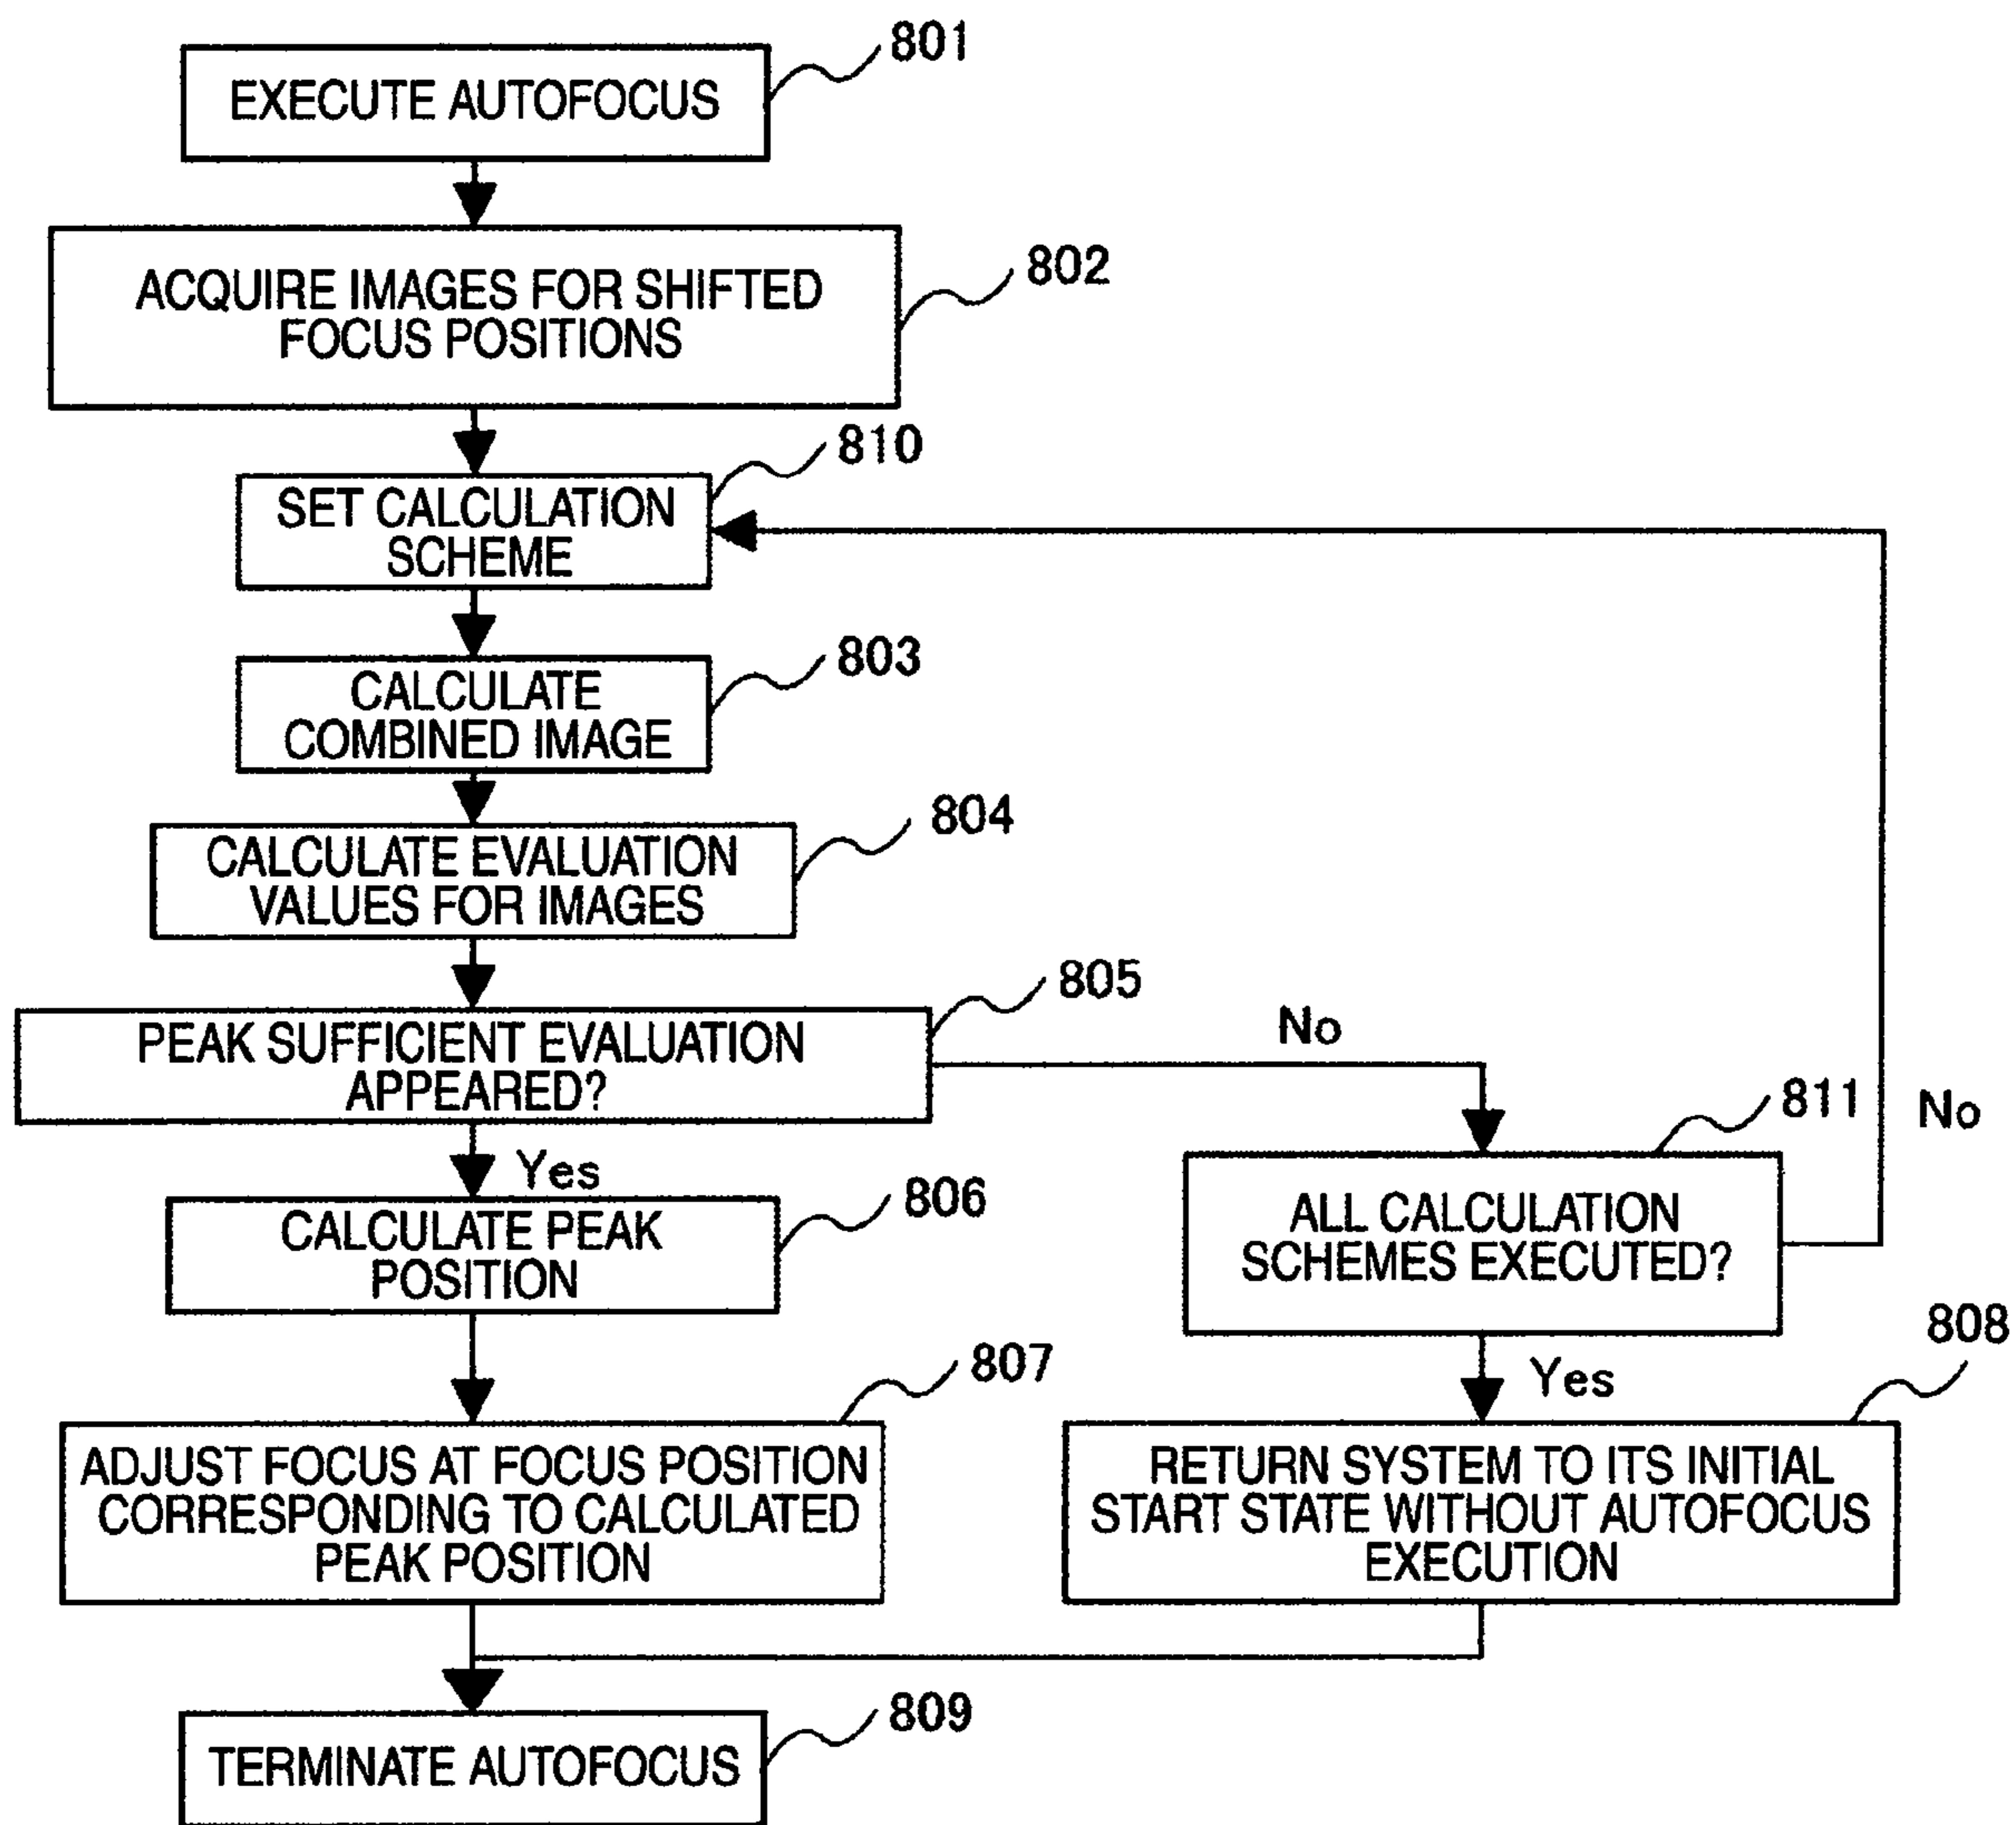 801
EXECUTE AUTOFOCUS
802
ACQUIRE IMAGES FOR SHIFTED
FOCUS POSITIONS
810
SET CALCULATION
SCHEME
803
CALCULATE
COMBINED IMAGE
804
CALCULATE EVALUATION
VALUES FOR IMAGES
805
PEAK SUFFICIENT EVALUATION
APPEARED?
No
811
No
ALL CALCULATION
SCHEMES EXECUTED?
Yes
806
CALCULATE PEAK
POSITION
807
ADJUST FOCUS AT FOCUS POSITION
CORRESPONDING TO CALCULATED
PEAK POSITION
Yes
808
RETURN SYSTEM TO ITS INITIAL
START STATE WITHOUT AUTOFOCUS
EXECUTION
809
TERMINATE AUTOFOCUS